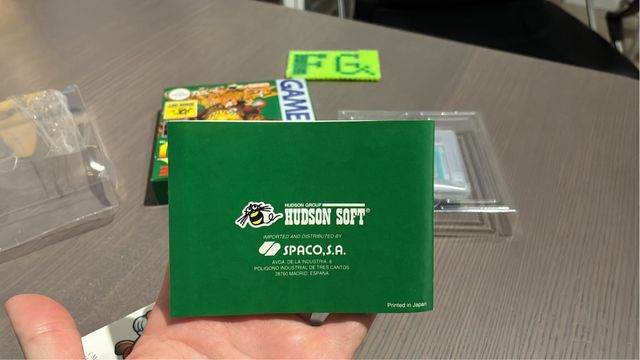 FGx
GAME
HUDSON GROUP
HUDSON SOFT®
IMPORTED AND DISTRIBUTED BY
SPACO, S.A.
AVDA. DE LA INDUSTRIA, 8
POLIGONO INDUSTRIAL DE TRES CANTOS
28760 MADRID. ESPAÑA
Printed in Japan